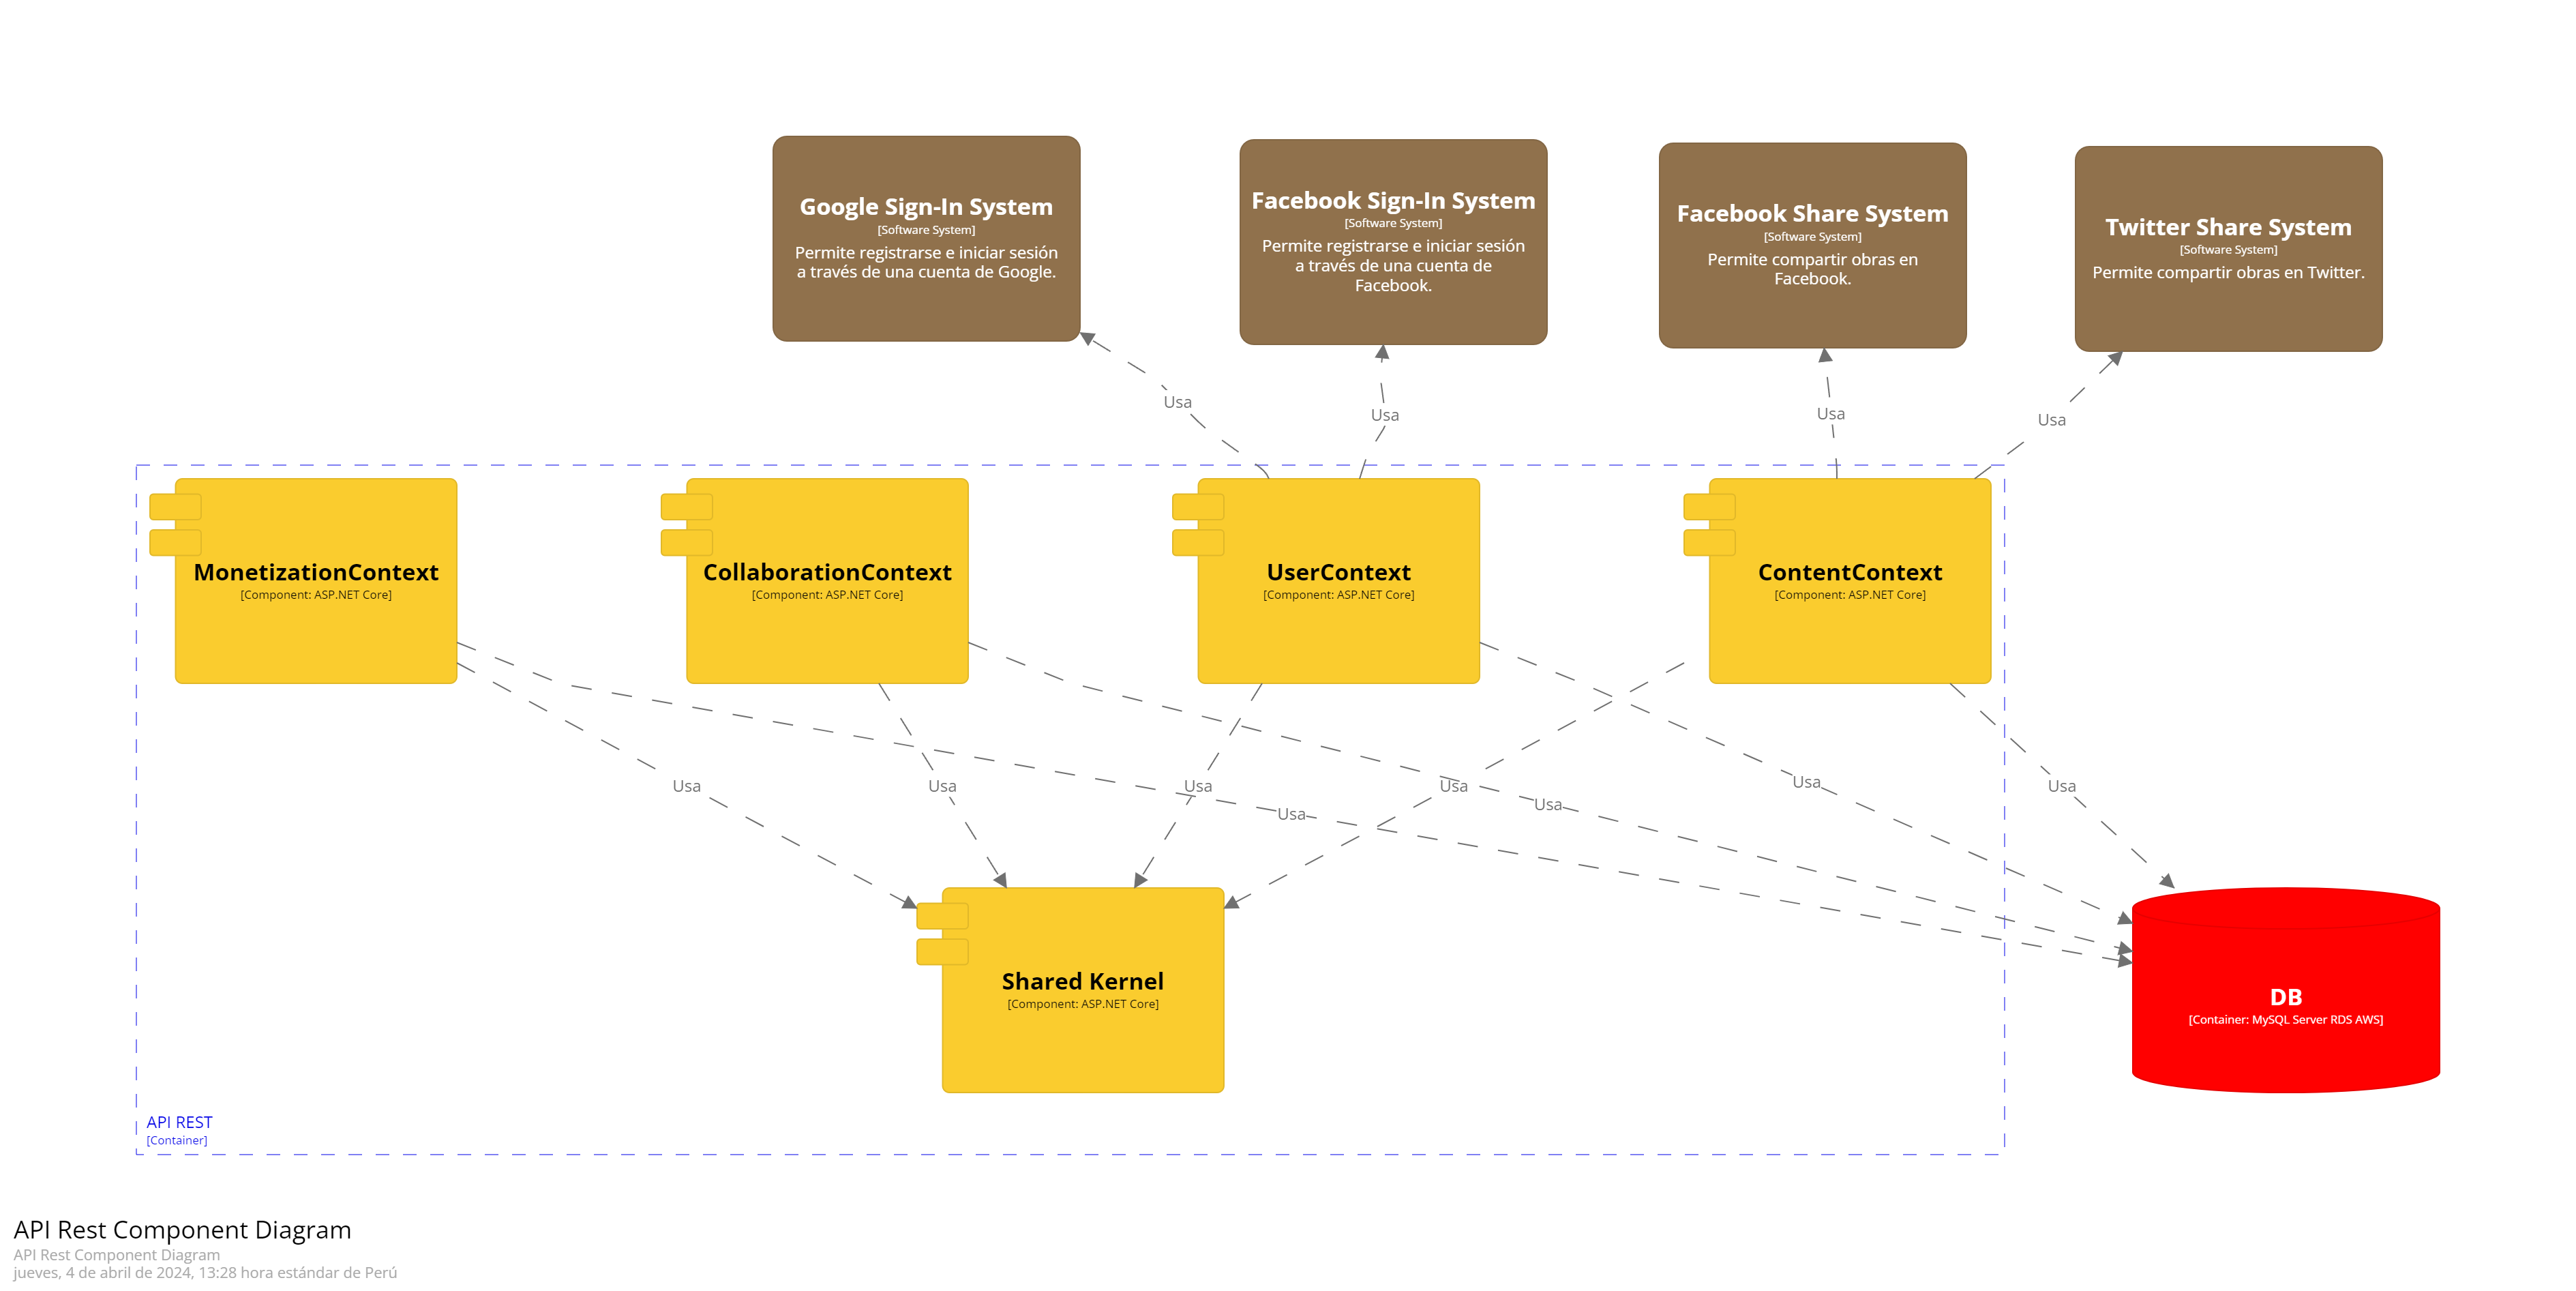 Google Sign-In System
[Software System]
Permite registrarse e iniciar sesión
a través de una cuenta de Google.
Facebook Sign-In System
[Software System]
Permite registrarse e iniciar sesión
a través de una cuenta de
Facebook.
Facebook Share System
[Software System]
Permite compartir obras en
Facebook.
Twitter Share System
[Software System]
Permite compartir obras en Twitter.
Usa
Usa
Usa
Usa
MonetizationContext
[Component: ASP.NET Core]
CollaborationContext
[Component: ASP.NET Core]
UserContext
[Component: ASP.NET Core]
ContentContext
[Component: ASP.NET Core]
Usa
Usa
Usa
Usa
Usa
Usa
Usa
Usa
Shared Kernel
[Component: ASP.NET Core]
DB
[Container: MySQL Server RDS AWS]
API REST
[Container]
API Rest Component Diagram
API Rest Component Diagram
jueves, 4 de abril de 2024, 13:28 hora estándar de Perú